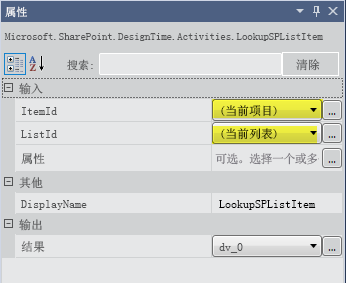 属性
Microsoft.SharePoint.DesignTime.Activities.LookupSPListItem
搜索: 清除
输入
ItemId (当前项目) ...
ListId (当前列表) ...
属性 可选。选择一个或多 ...
其他
DisplayName LookupSPListItem
输出
结果 dv_0 ...